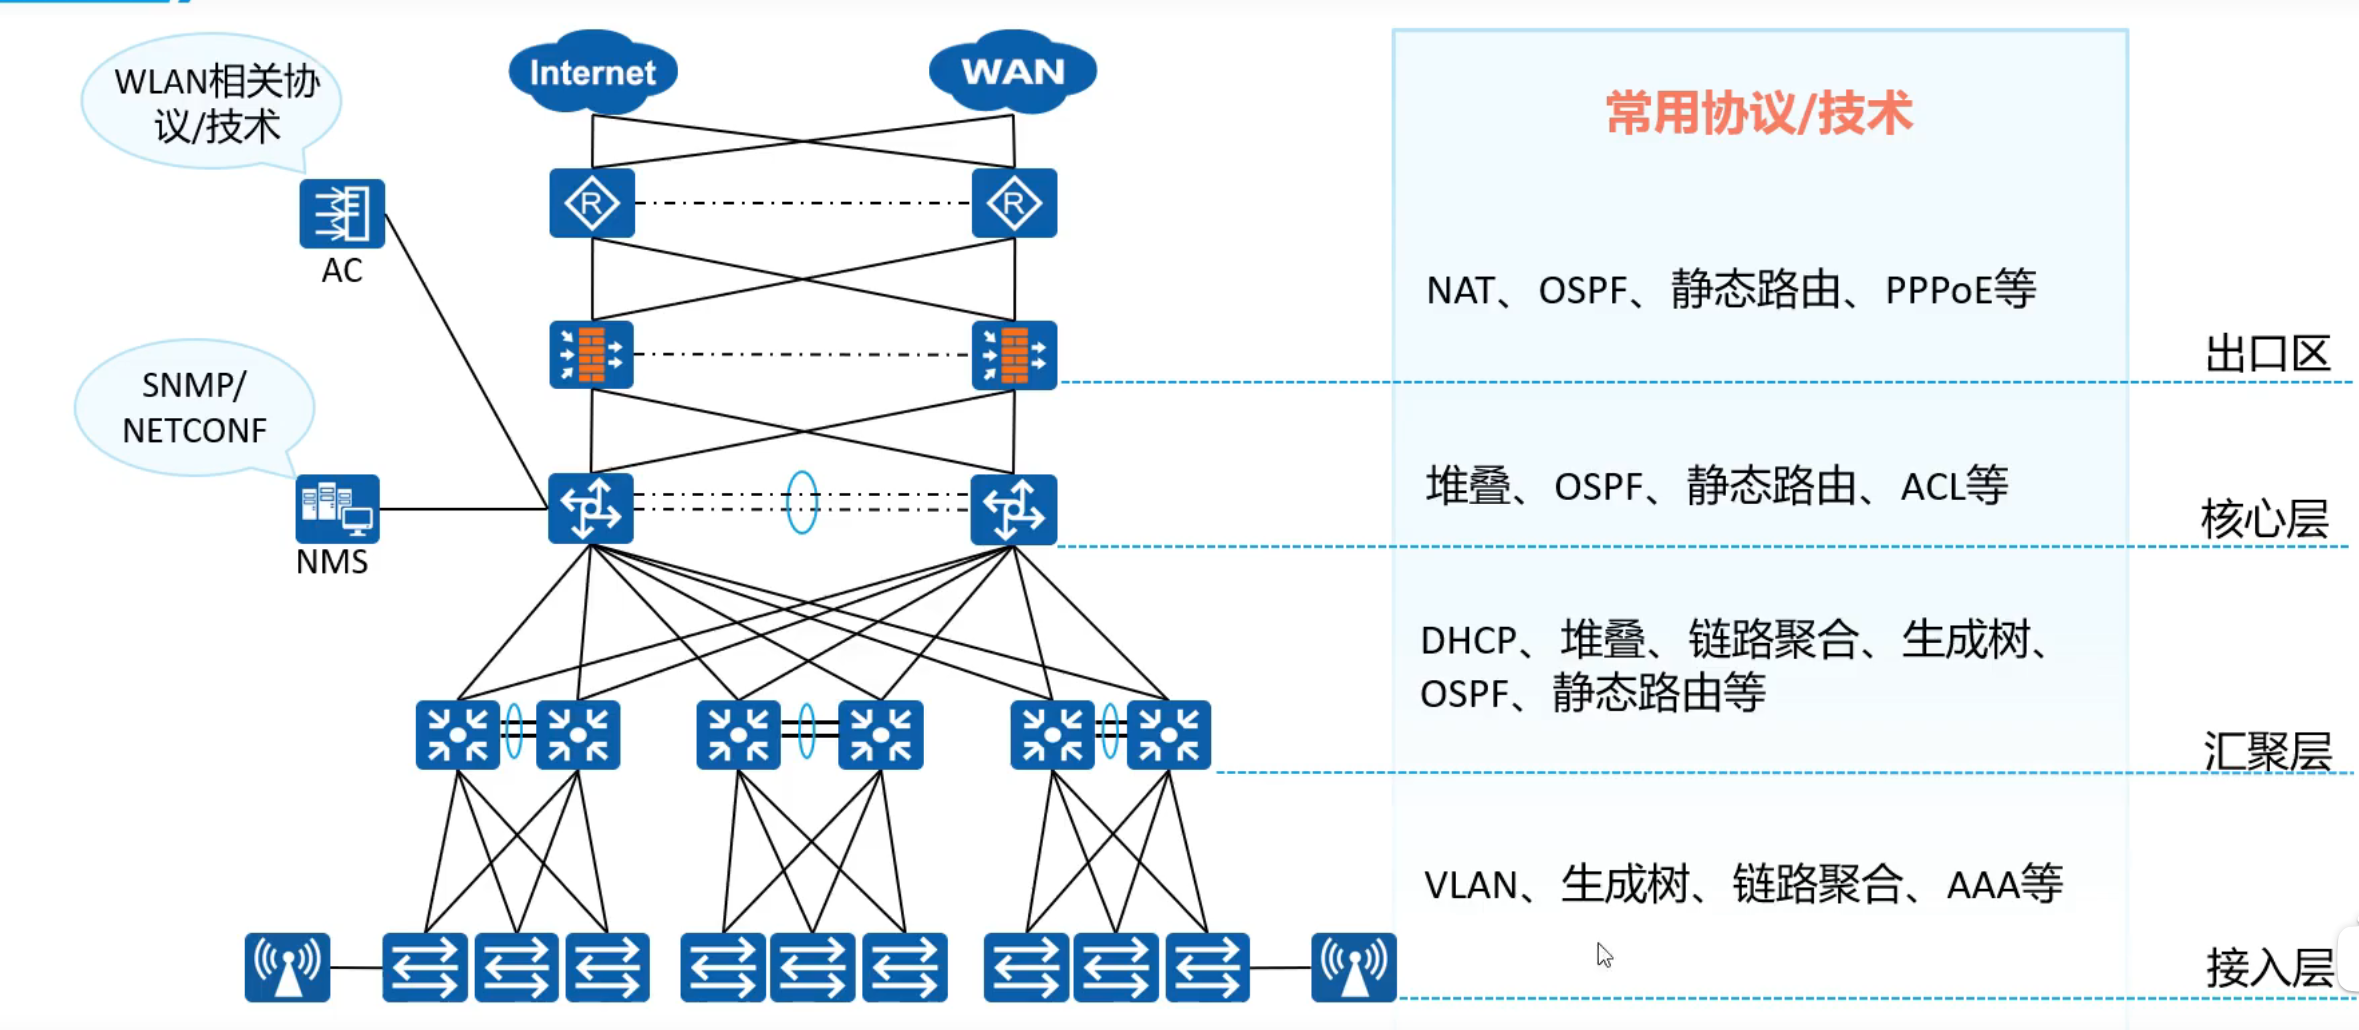 WLAN相关协
议/技术
Internet
WAN
常用协议/技术
R
R
AC
NAT、OSPF、静态路由、PPPoE等
出口区
SNMP/
NETCONF
NMS
堆叠、OSPF、静态路由、ACL等
核心层
DHCP、堆叠、链路聚合、生成树、
OSPF、静态路由等
汇聚层
VLAN、生成树、链路聚合、AAA等
接入层